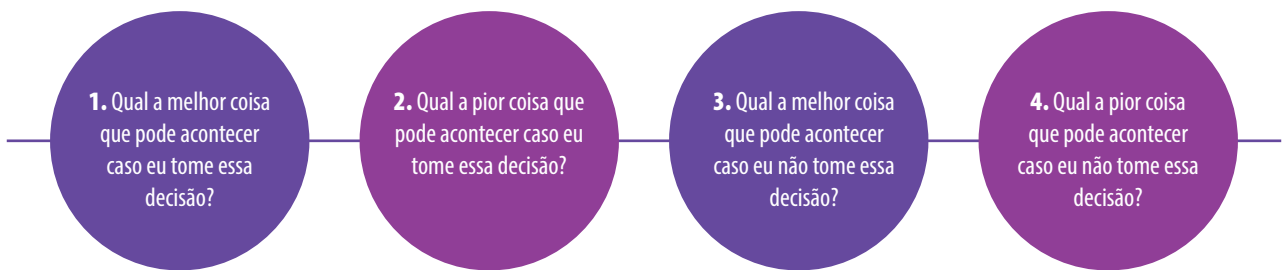 1. Qual a melhor coisa
que pode acontecer
caso eu tome essa
decisão?
2. Qual a pior coisa que
pode acontecer caso eu
tome essa decisão?
3. Qual a melhor coisa
que pode acontecer
caso eu não tome essa
decisão?
4. Qual a pior coisa
que pode acontecer
caso eu não tome essa
decisão?